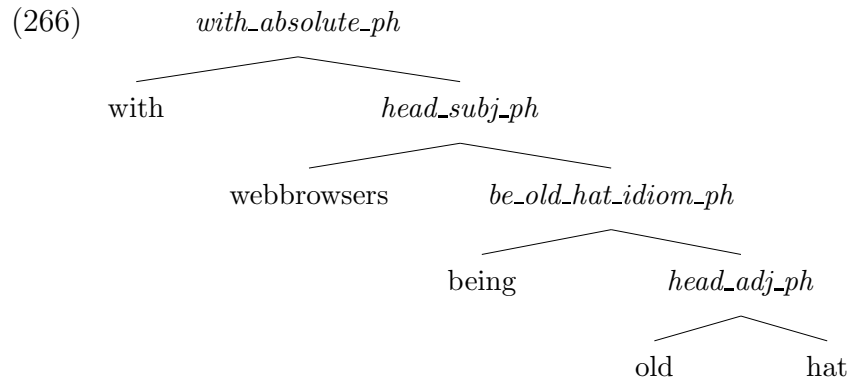 (266) with_absolute_ph
with head_subj_ph
webbrowsers be_old_hat_idiom_ph
being head_adj_ph
old hat